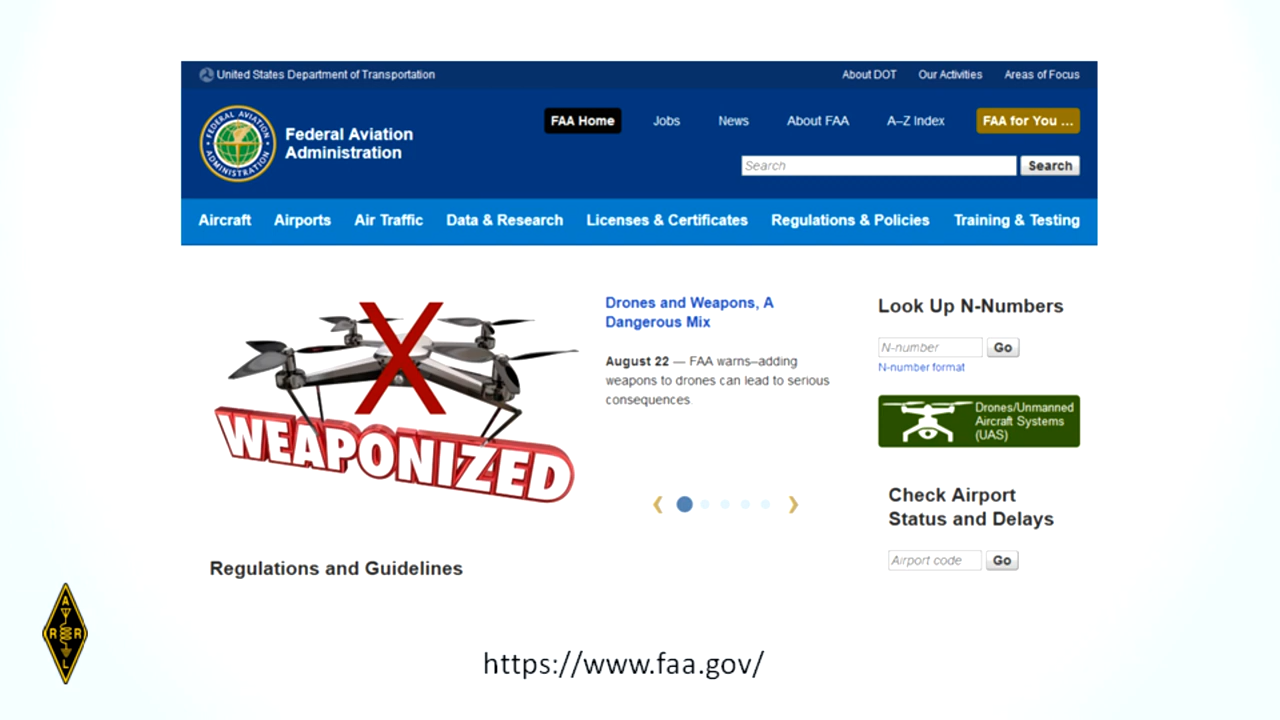 United States Department of Transportation
About DOT Our Activities Areas of Focus
FEDERAL AVIATION ADMINISTRATION
Federal Aviation
Administration
FAA Home Jobs News About FAA A–Z Index FAA for You ...
Search Search
Aircraft Airports Air Traffic Data & Research Licenses & Certificates Regulations & Policies Training & Testing
X
WEAPONIZED
Drones and Weapons, A
Dangerous Mix
August 22 — FAA warns–adding
weapons to drones can lead to serious
consequences.
Look Up N-Numbers
N-number Go
N-number format
Drones/Unmanned
Aircraft Systems
(UAS)
Check Airport
Status and Delays
Airport code Go
Regulations and Guidelines
A
R R
L
https://www.faa.gov/